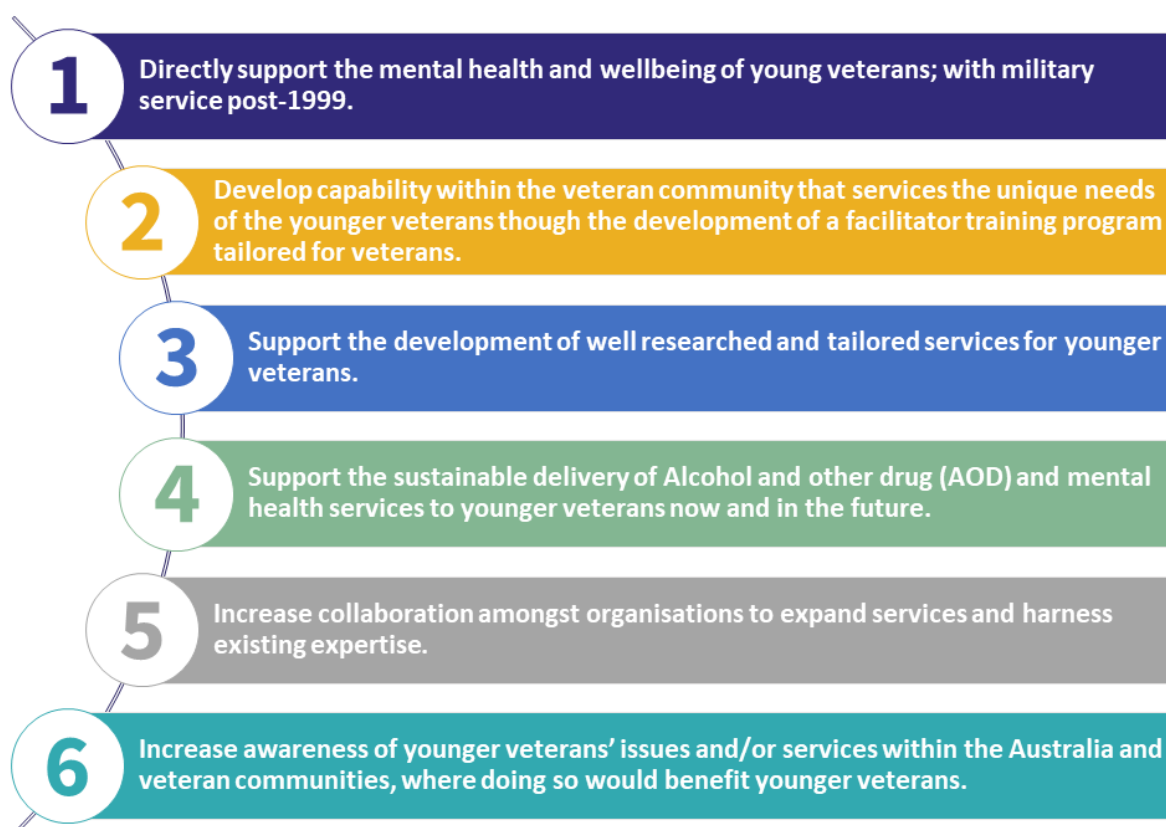 1
Directly support the mental health and wellbeing of young veterans; with military
service post-1999.
2
Develop capability within the veteran community that services the unique needs
of the younger veterans though the development of a facilitator training program
tailored for veterans.
3
Support the development of well researched and tailored services for younger
veterans.
4
Support the sustainable delivery of Alcohol and other drug (AOD) and mental
health services to younger veterans now and in the future.
5
Increase collaboration amongst organisations to expand services and harness
existing expertise.
6
Increase awareness of younger veterans’ issues and/or services within the Australia and
veteran communities, where doing so would benefit younger veterans.